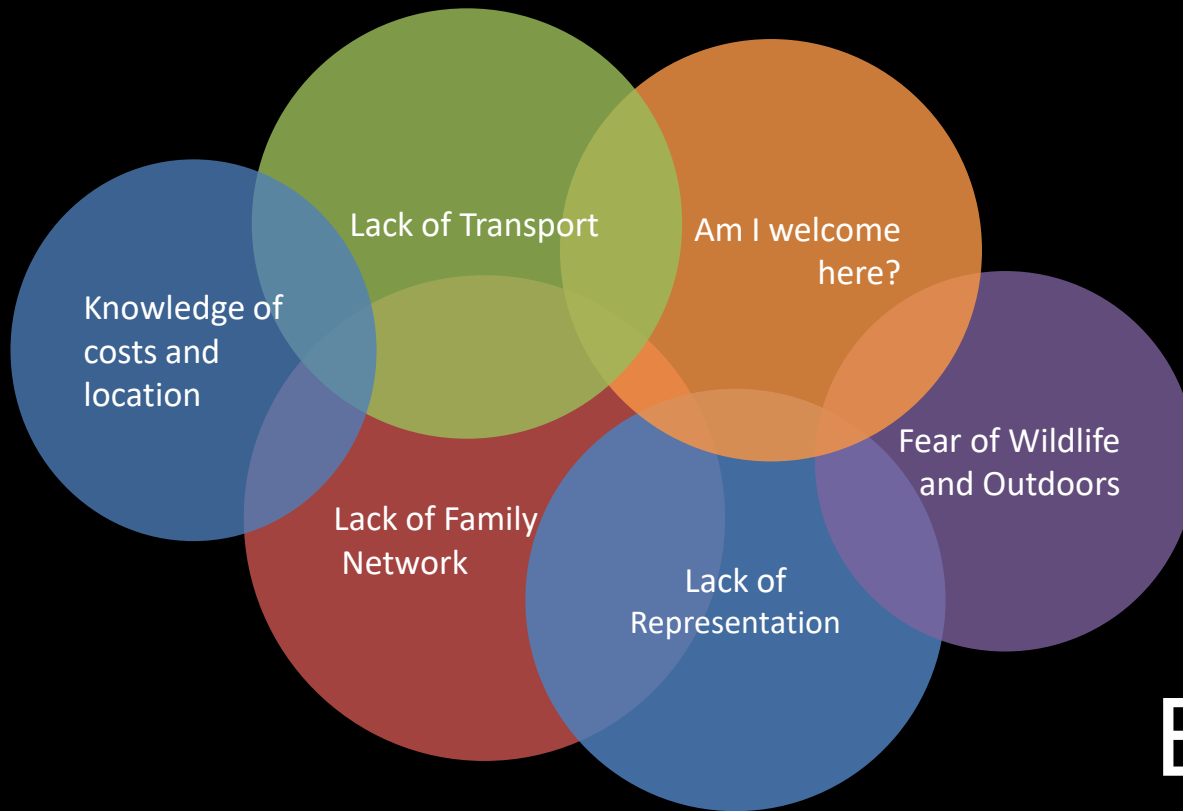 Lack of Transport
Am I welcome
here?
Knowledge of
costs and
location
Fear of Wildlife
and Outdoors
Lack of Family
Network
Lack of
Representation